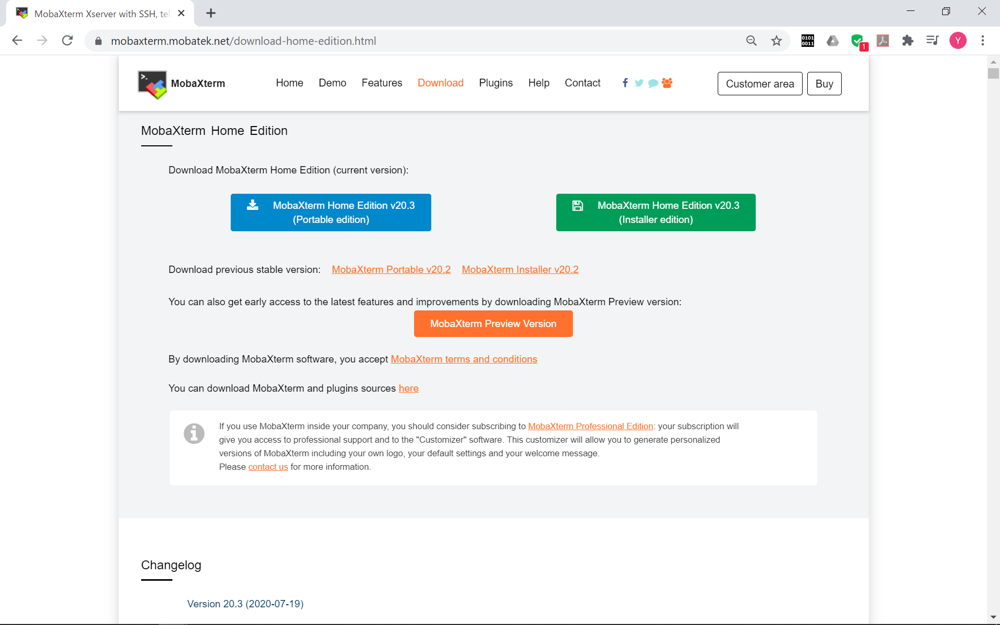 MobaXterm Xserver with SSH, tel
mobaxterm.mobatek.net/download-home-edition.html
0101
0011
1
Y
MobaXterm
Home
Demo
Features
Download
Plugins
Help
Contact
Customer area
Buy
MobaXterm Home Edition
Download MobaXterm Home Edition (current version):
MobaXterm Home Edition v20.3
(Portable edition)
MobaXterm Home Edition v20.3
(Installer edition)
Download previous stable version: MobaXterm Portable v20.2 MobaXterm Installer v20.2
You can also get early access to the latest features and improvements by downloading MobaXterm Preview version:
MobaXterm Preview Version
By downloading MobaXterm software, you accept MobaXterm terms and conditions
You can download MobaXterm and plugins sources here
If you use MobaXterm inside your company, you should consider subscribing to MobaXterm Professional Edition: your subscription will
give you access to professional support and to the "Customizer" software. This customizer will allow you to generate personalized
versions of MobaXterm including your own logo, your default settings and your welcome message.
Please contact us for more information.
Changelog
Version 20.3 (2020-07-19)